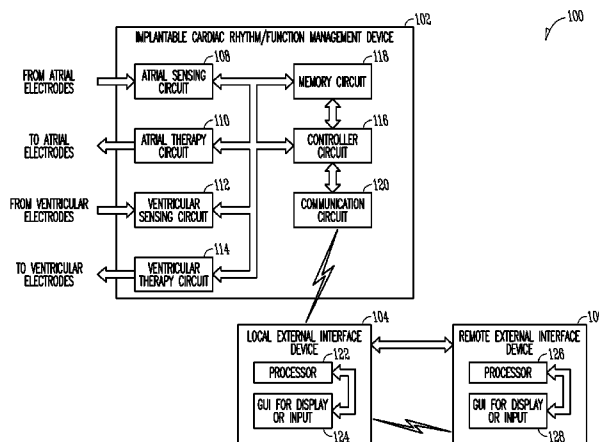 100
102
IMPLANTABLE CARDIAC RHYTHM/FUNCTION MANAGEMENT DEVICE
108
118
FROM ATRIAL
ELECTRODES
ATRIAL SENSING
CIRCUIT
MEMORY CIRCUIT
110
116
TO ATRIAL
ELECTRODES
ATRIAL THERAPY
CIRCUIT
CONTROLLER
CIRCUIT
112
120
FROM VENTRICULAR
ELECTRODES
VENTRICULAR
SENSING CIRCUIT
COMMUNICATION
CIRCUIT
114
TO VENTRICULAR
ELECTRODES
VENTRICULAR
THERAPY CIRCUIT
104
LOCAL EXTERNAL INTERFACE
DEVICE
122
PROCESSOR
GUI FOR DISPLAY
OR INPUT
124
REMOTE EXTERNAL INTERFACE
DEVICE
126
PROCESSOR
GUI FOR DISPLAY
OR INPUT
128